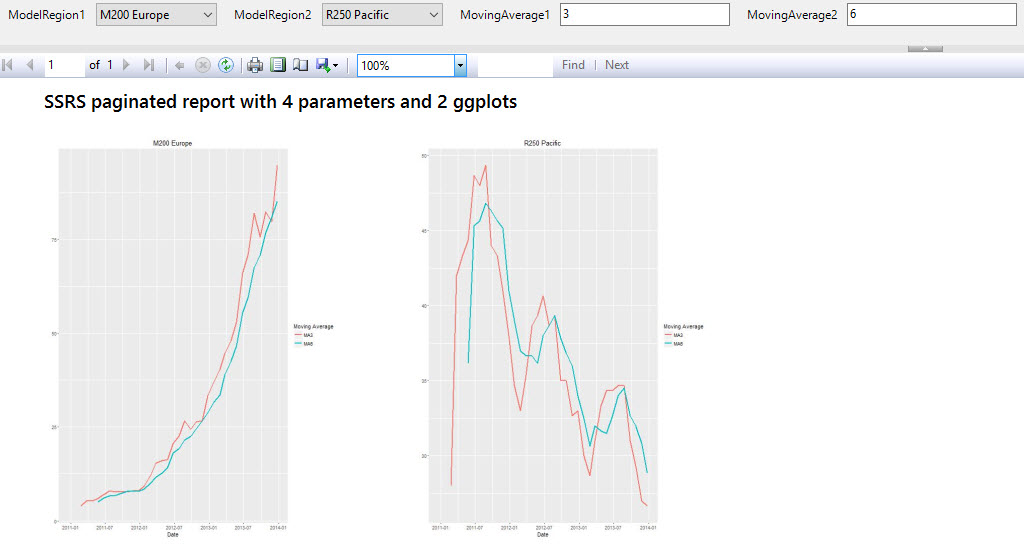 ModelRegion1 M200 Europe ModelRegion2 R250 Pacific MovingAverage1 3 MovingAverage2 6
1 of 1 100% Find | Next
SSRS paginated report with 4 parameters and 2 ggplots
M200 Europe
75
50
25
0
2011-01 2011-07 2012-01 2012-07 2013-01 2013-07 2014-01
Date
Moving Average
MA3
MA6
R250 Pacific
50
45
40
35
30
2011-01 2011-07 2012-01 2012-07 2013-01 2013-07 2014-01
Date
Moving Average
MA3
MA6